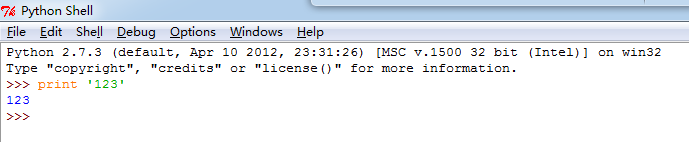 Python Shell
File Edit Shell Debug Options Windows Help
Python 2.7.3 (default, Apr 10 2012, 23:31:26) [MSC v.1500 32 bit (Intel)] on win32
Type "copyright", "credits" or "license()" for more information.
>>> print '123'
123
>>>